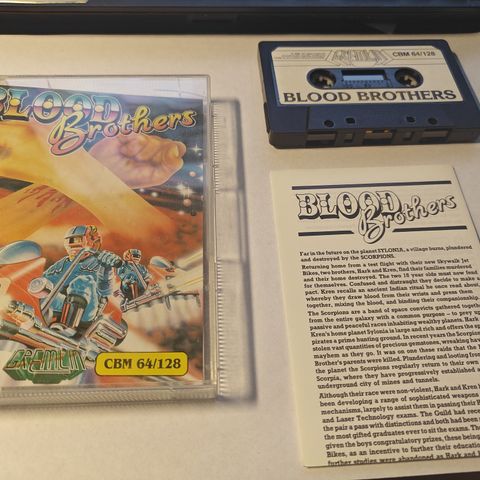 BLOOD
Brothers
GREMLIN
CBM 64/128
GREMLIN
CBM 64/128
BLOOD BROTHERS
BLOOD
Brothers
Far in the future on the planet SYLONIA, a village burns, plundered
and destroyed by the SCORPIONS.
Returning home from a test flight with their new Skywalk Jet
Bikes, two brothers, Hark and Kren, find their families murdered
and their home destroyed. The two 18 year olds must now fend
for themselves. Confused and distraught they decide to make a
pact. Kren recalls an ancient Indian ritual he once read about,
whereby they draw blood from their wrists and press them
together, mixing the blood, and binding their companionship.
The Scorpions are a band of space convicts gathered together
from the entire galaxy with a common purpose – to prey up
passive and peaceful races inhabiting wealthy planets. Hark
Kren's home planet Sylonia is large and rich and offers the sp
pirates a prime hunting ground. In recent years the Scorpions
stolen vast quantities of precious gemstones, wreaking hav
mayhem as they go. It was on one such raids that the
Brother's parents were killed. Plundering and looting from
the planet the Scorpions regularly return to their own
Scorpia, where they have progressively established a
underground city of mines and tunnels.
Although their race were non-violent, Hark and Kren
been developing a range of sophisticated weapons
mechanisms, largely to assist them in passing their
and Laser Technology exams. The Guild had reco
the pair a pass with distinctions and both had been
the most gifted graduates ever to sit the exams.
given the boys congratulatory prizes, these being
Bikes, as an incentive to further their education
further studies were abandoned as Hark and